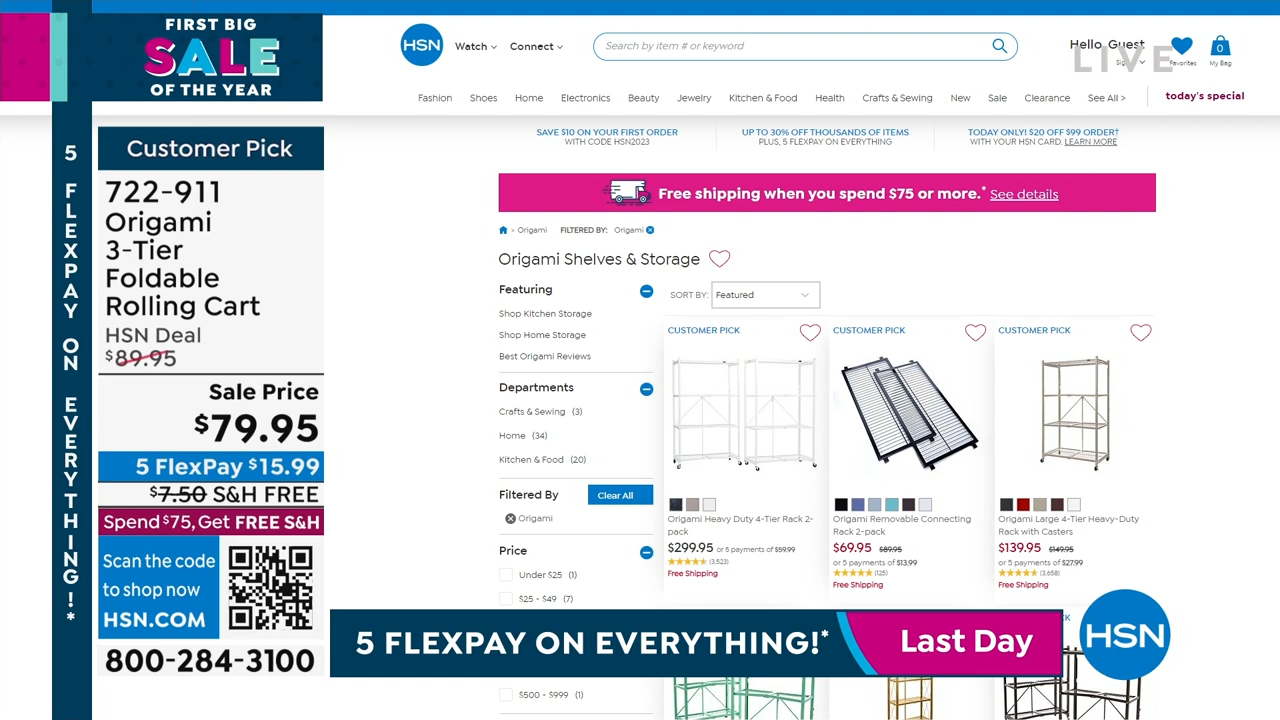 FIRST BIG
SALE
OF THE YEAR
5 FLEXPAY ON EVERYTHING!*
Customer Pick
722-911
Origami
3-Tier
Foldable
Rolling Cart
HSN Deal
$89.95
Sale Price
$79.95
5 FlexPay $15.99
$7.50 S&H FREE
Spend $75, Get FREE S&H
Scan the code
to shop now
HSN.COM
800-284-3100
HSN
Watch
Connect
Search by item # or keyword
Hello, Guest
LIVE
Favorites
0
My Bag
Fashion Shoes Home Electronics Beauty Jewelry Kitchen & Food Health Crafts & Sewing New Sale Clearance See All > today's special
SAVE $10 ON YOUR FIRST ORDER
WITH CODE HSN2023
UP TO 30% OFF THOUSANDS OF ITEMS
PLUS, 5 FLEXPAY ON EVERYTHING
TODAY ONLY! $20 OFF $99 ORDER†
WITH YOUR HSN CARD. LEARN MORE
Free shipping when you spend $75 or more.* See details
> Origami FILTERED BY: Origami
Origami Shelves & Storage
Featuring
Shop Kitchen Storage
Shop Home Storage
Best Origami Reviews
Departments
Crafts & Sewing (3)
Home (34)
Kitchen & Food (20)
Filtered By Clear All
Origami
Price
Under $25 (1)
$25 - $49 (7)
$500 - $999 (1)
SORT BY: Featured
CUSTOMER PICK
Origami Heavy Duty 4-Tier Rack 2-
pack
$299.95 or 5 payments of $59.99
(3,523)
Free Shipping
CUSTOMER PICK
Origami Removable Connecting
Rack 2-pack
$69.95 $89.95
or 5 payments of $13.99
(125)
Free Shipping
CUSTOMER PICK
Origami Large 4-Tier Heavy-Duty
Rack with Casters
$139.95 $149.95
or 5 payments of $27.99
(3,658)
Free Shipping
5 FLEXPAY ON EVERYTHING!*
Last Day
HSN